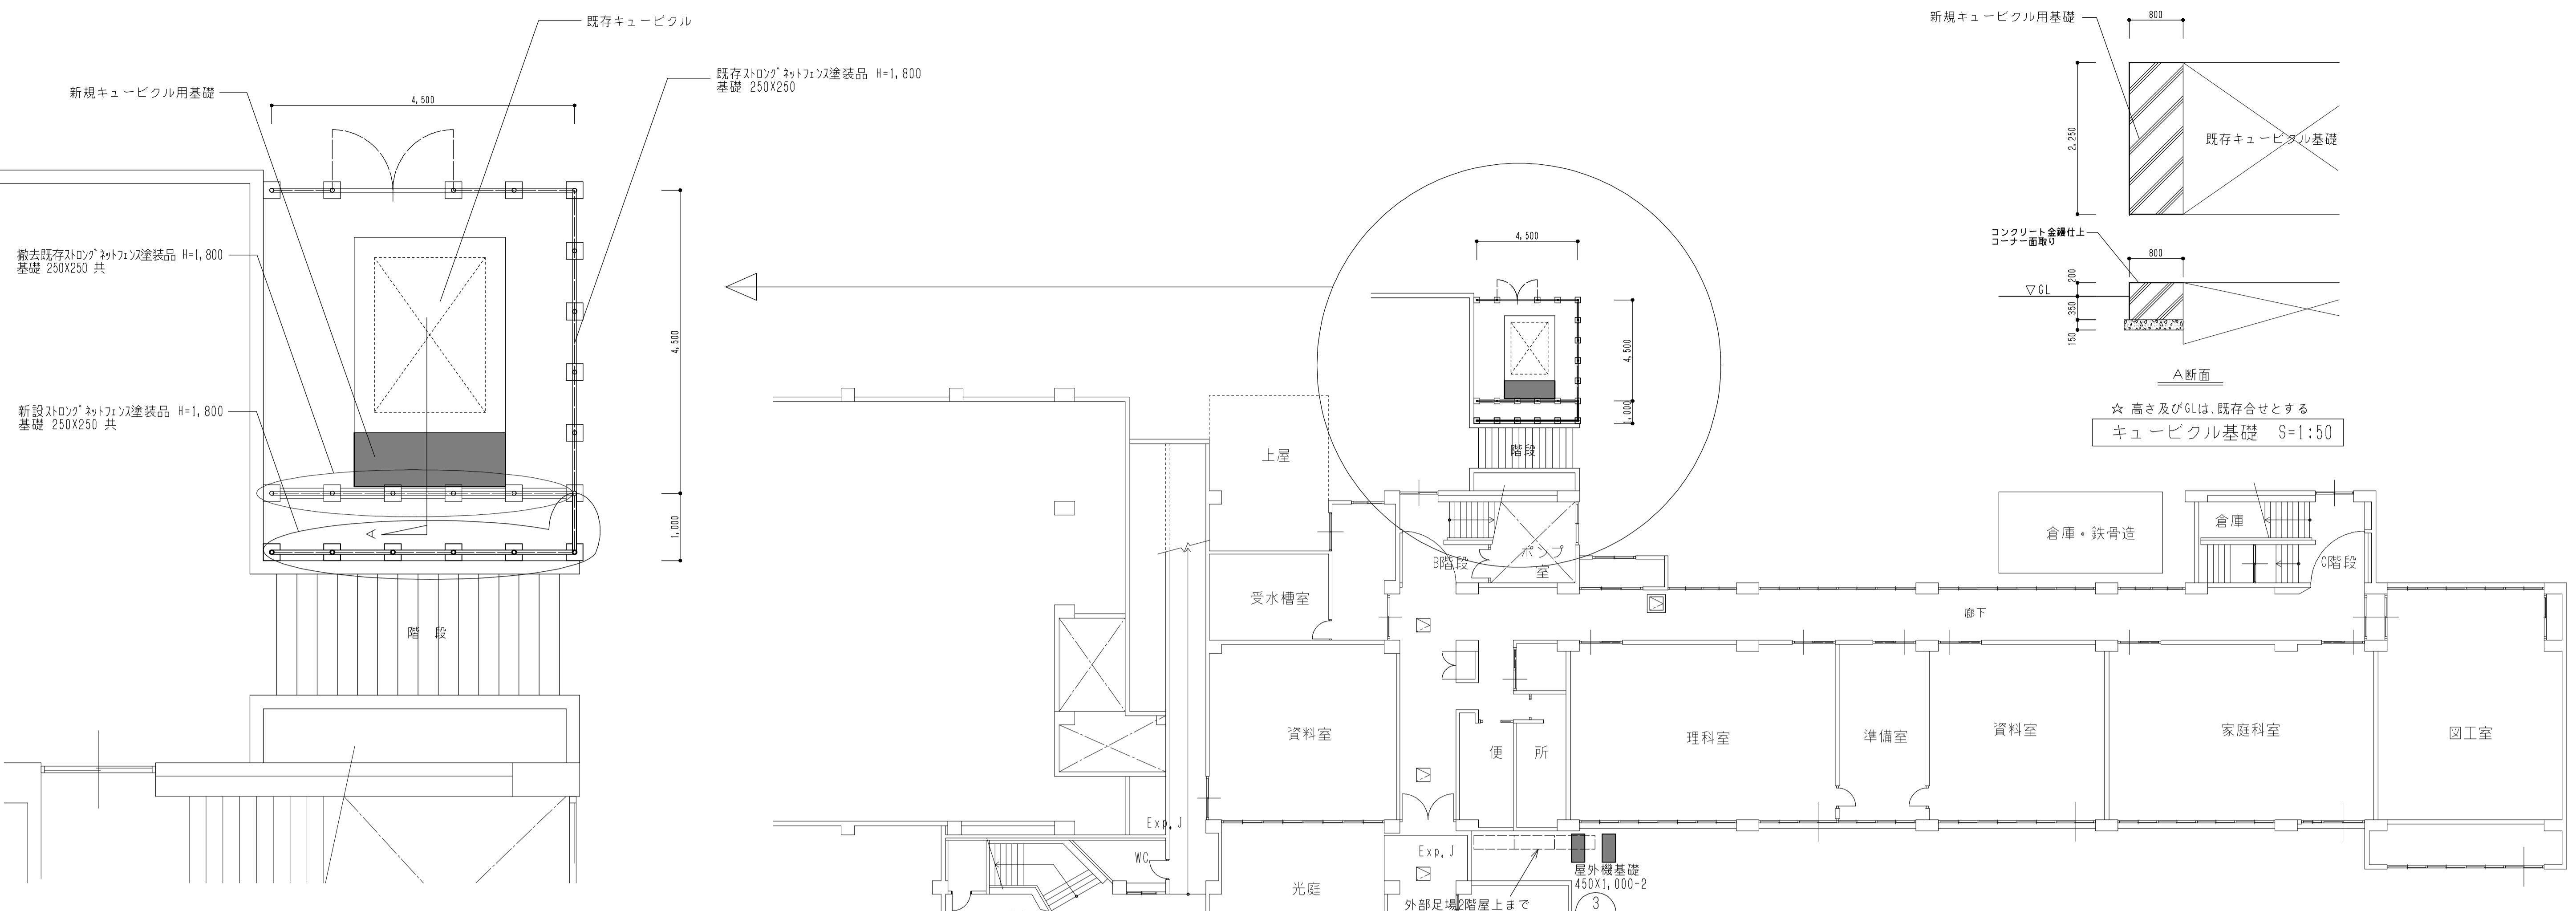 既存キュービクル
既存ストロングネットフェンス塗装品 H=1,800
基礎 250X250
新規キュービクル用基礎
4,500
撤去既存ストロングネットフェンス塗装品 H=1,800
基礎 250X250 共
4,500
新設ストロングネットフェンス塗装品 H=1,800
基礎 250X250 共
1,000
A
階 段
4,500
4,500
1,000
階段
上屋
ポンプ
室
B階段
受水槽室
倉庫・鉄骨造
倉庫
C階段
廊下
資料室
便 所
理科室
準備室
資料室
家庭科室
図工室
Exp,J
WC
Exp,J
光庭
屋外機基礎
450X1,000-2
外部足場2階屋上まで
3
新規キュービクル用基礎
800
2,250
既存キュービクル基礎
コンクリート金鏝仕上
コーナー面取り
800
200
▽GL
350
150
A断面
☆ 高さ及びGLは、既存合せとする
キュービクル基礎 S=1:50